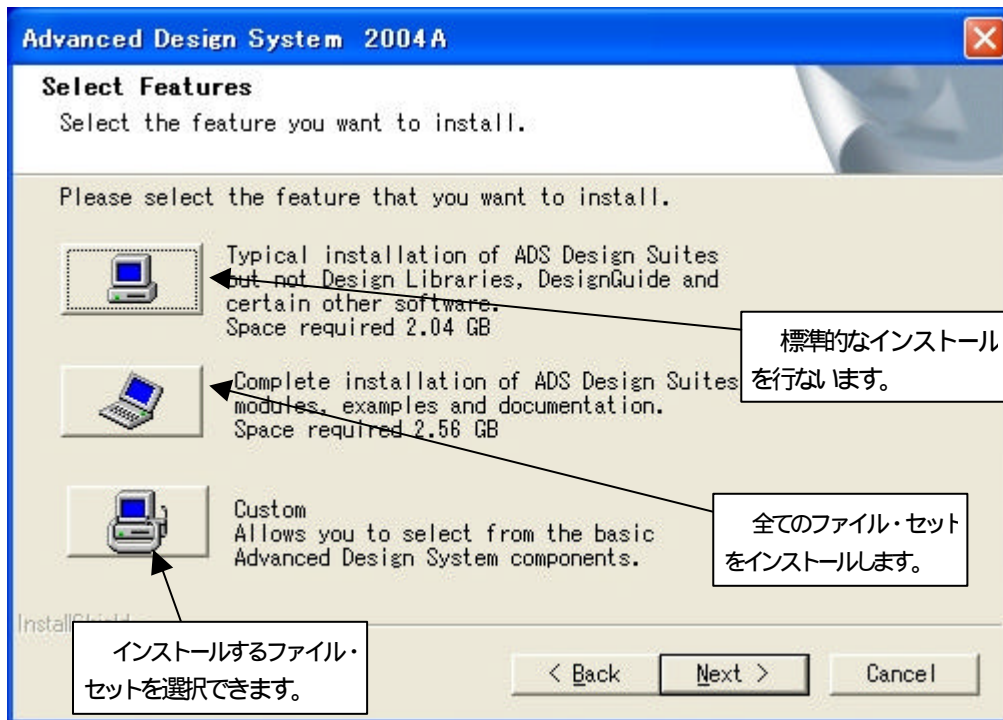 Advanced Design System 2004A
Select Features
Select the feature you want to install.
Please select the feature that you want to install.
Typical installation of ADS Design Suites
but not Design Libraries, DesignGuide and
certain other software.
Space required 2.04 GB
標準的なインストール
を行ないます。
Complete installation of ADS Design Suites
modules, examples and documentation.
Space required 2.56 GB
全てのファイル・セット
をインストールします。
Custom
Allows you to select from the basic
Advanced Design System components.
インストールするファイル・
セットを選択できます。
< Back
Next >
Cancel